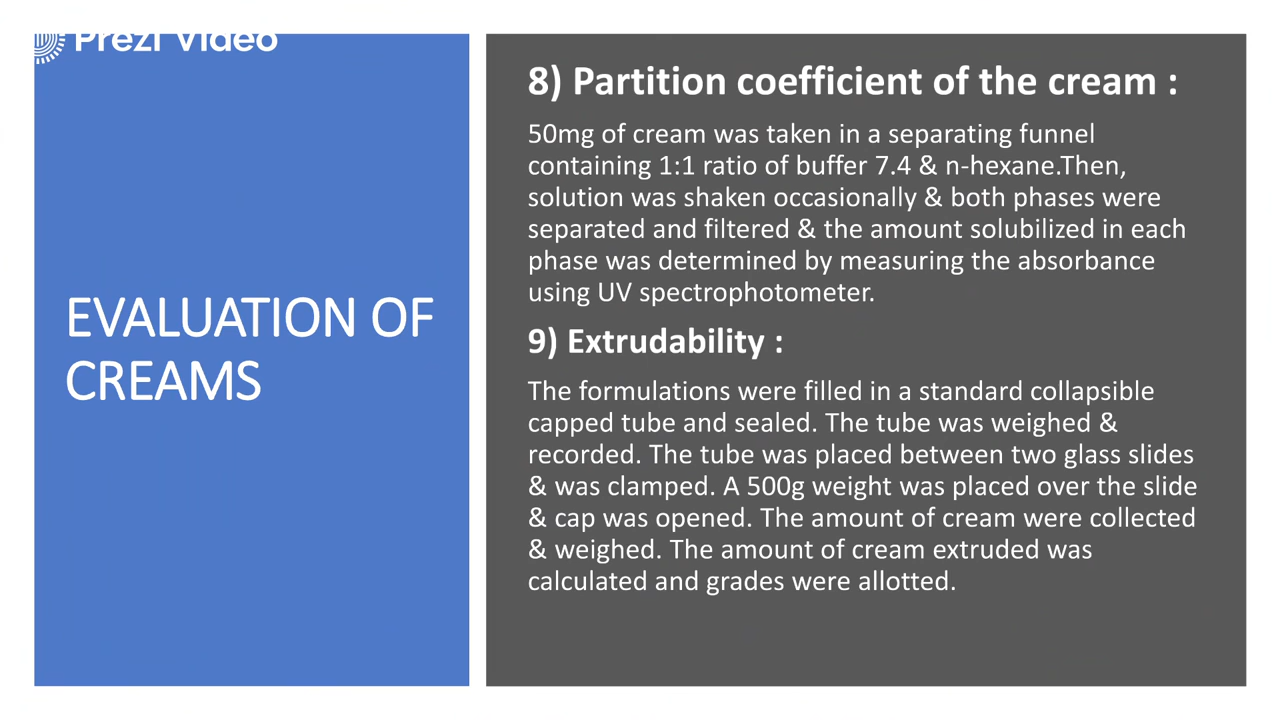 Prezi Video
EVALUATION OF
CREAMS
8) Partition coefficient of the cream :
50mg of cream was taken in a separating funnel
containing 1:1 ratio of buffer 7.4 & n-hexane.Then,
solution was shaken occasionally & both phases were
separated and filtered & the amount solubilized in each
phase was determined by measuring the absorbance
using UV spectrophotometer.
9) Extrudability :
The formulations were filled in a standard collapsible
capped tube and sealed. The tube was weighed &
recorded. The tube was placed between two glass slides
& was clamped. A 500g weight was placed over the slide
& cap was opened. The amount of cream were collected
& weighed. The amount of cream extruded was
calculated and grades were allotted.